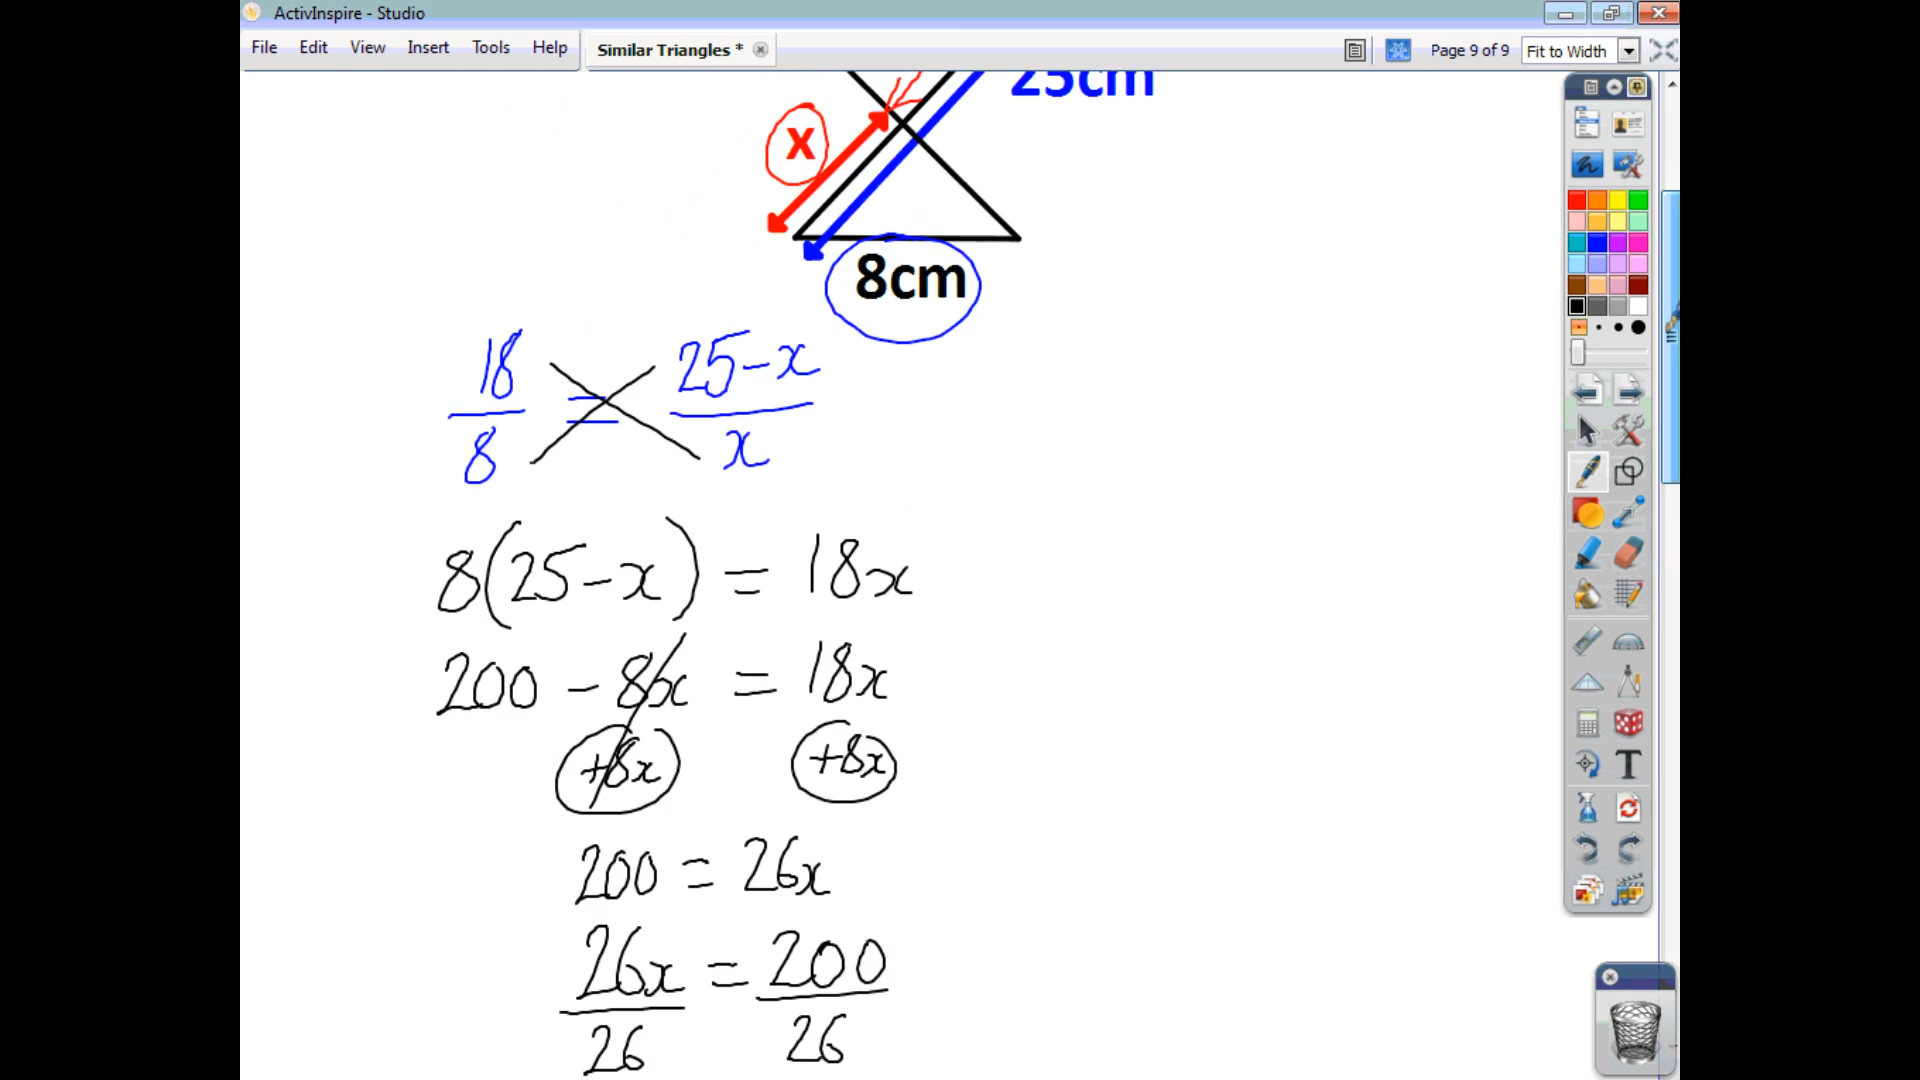 ActivInspire - Studio
File Edit View Insert Tools Help Similar Triangles * Page 9 of 9 Fit to Width
25cm
x
8cm
18/8 = 25-x/x
8(25-x) = 18x
200 - 8x = 18x
+8x +8x
200 = 26x
26x/26 = 200/26